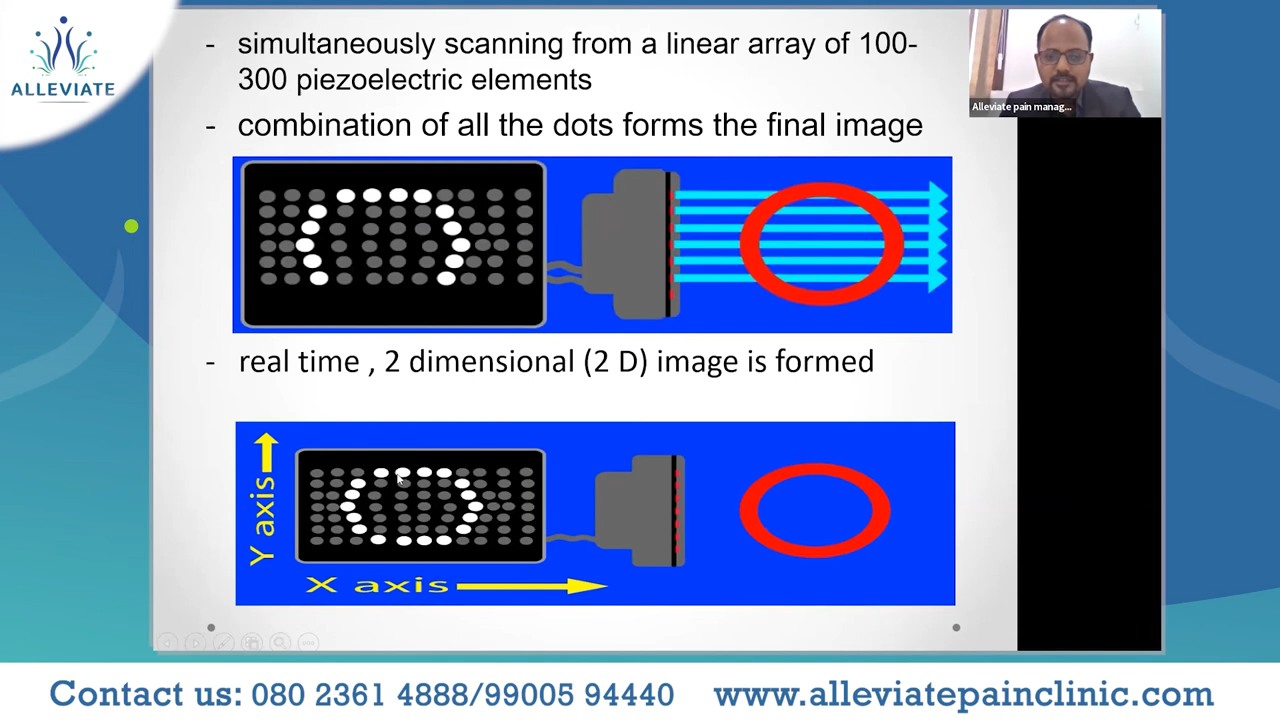 ALLEVIATE
- simultaneously scanning from a linear array of 100-
300 piezoelectric elements
- combination of all the dots forms the final image
Alleviate pain manag...
- real time , 2 dimensional (2 D) image is formed
Y axis
X axis
Contact us: 080 2361 4888/99005 94440 www.alleviatepainclinic.com